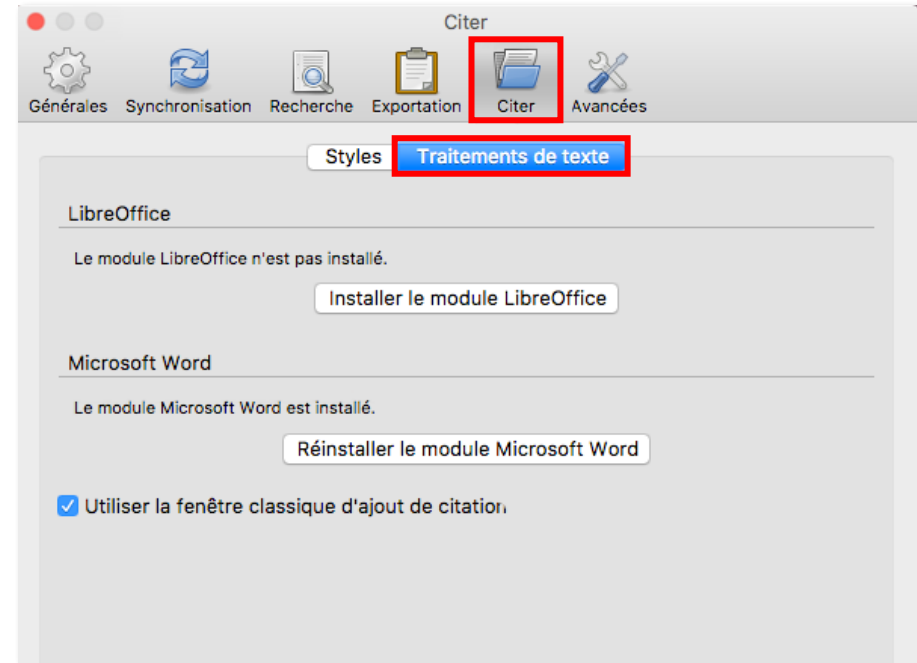 Citer
Générales Synchronisation Recherche Exportation Citer Avancées
Styles Traitements de texte
LibreOffice
Le module LibreOffice n'est pas installé.
Installer le module LibreOffice
Microsoft Word
Le module Microsoft Word est installé.
Réinstaller le module Microsoft Word
Utiliser la fenêtre classique d'ajout de citation